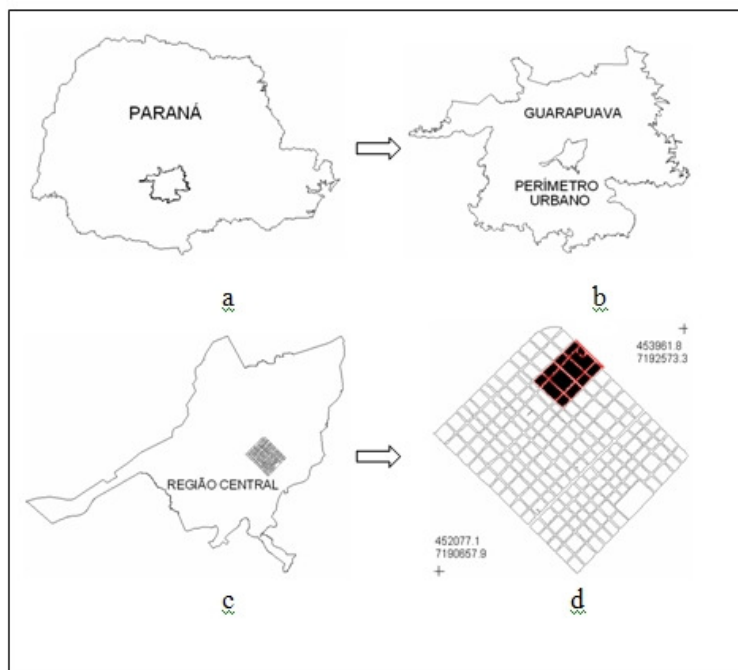 PARANÁ
GUARAPUAVA
PERÍMETRO
URBANO
a
b
REGIÃO CENTRAL
453961.8
7192573.3
452077.1
7190657.9
c
d